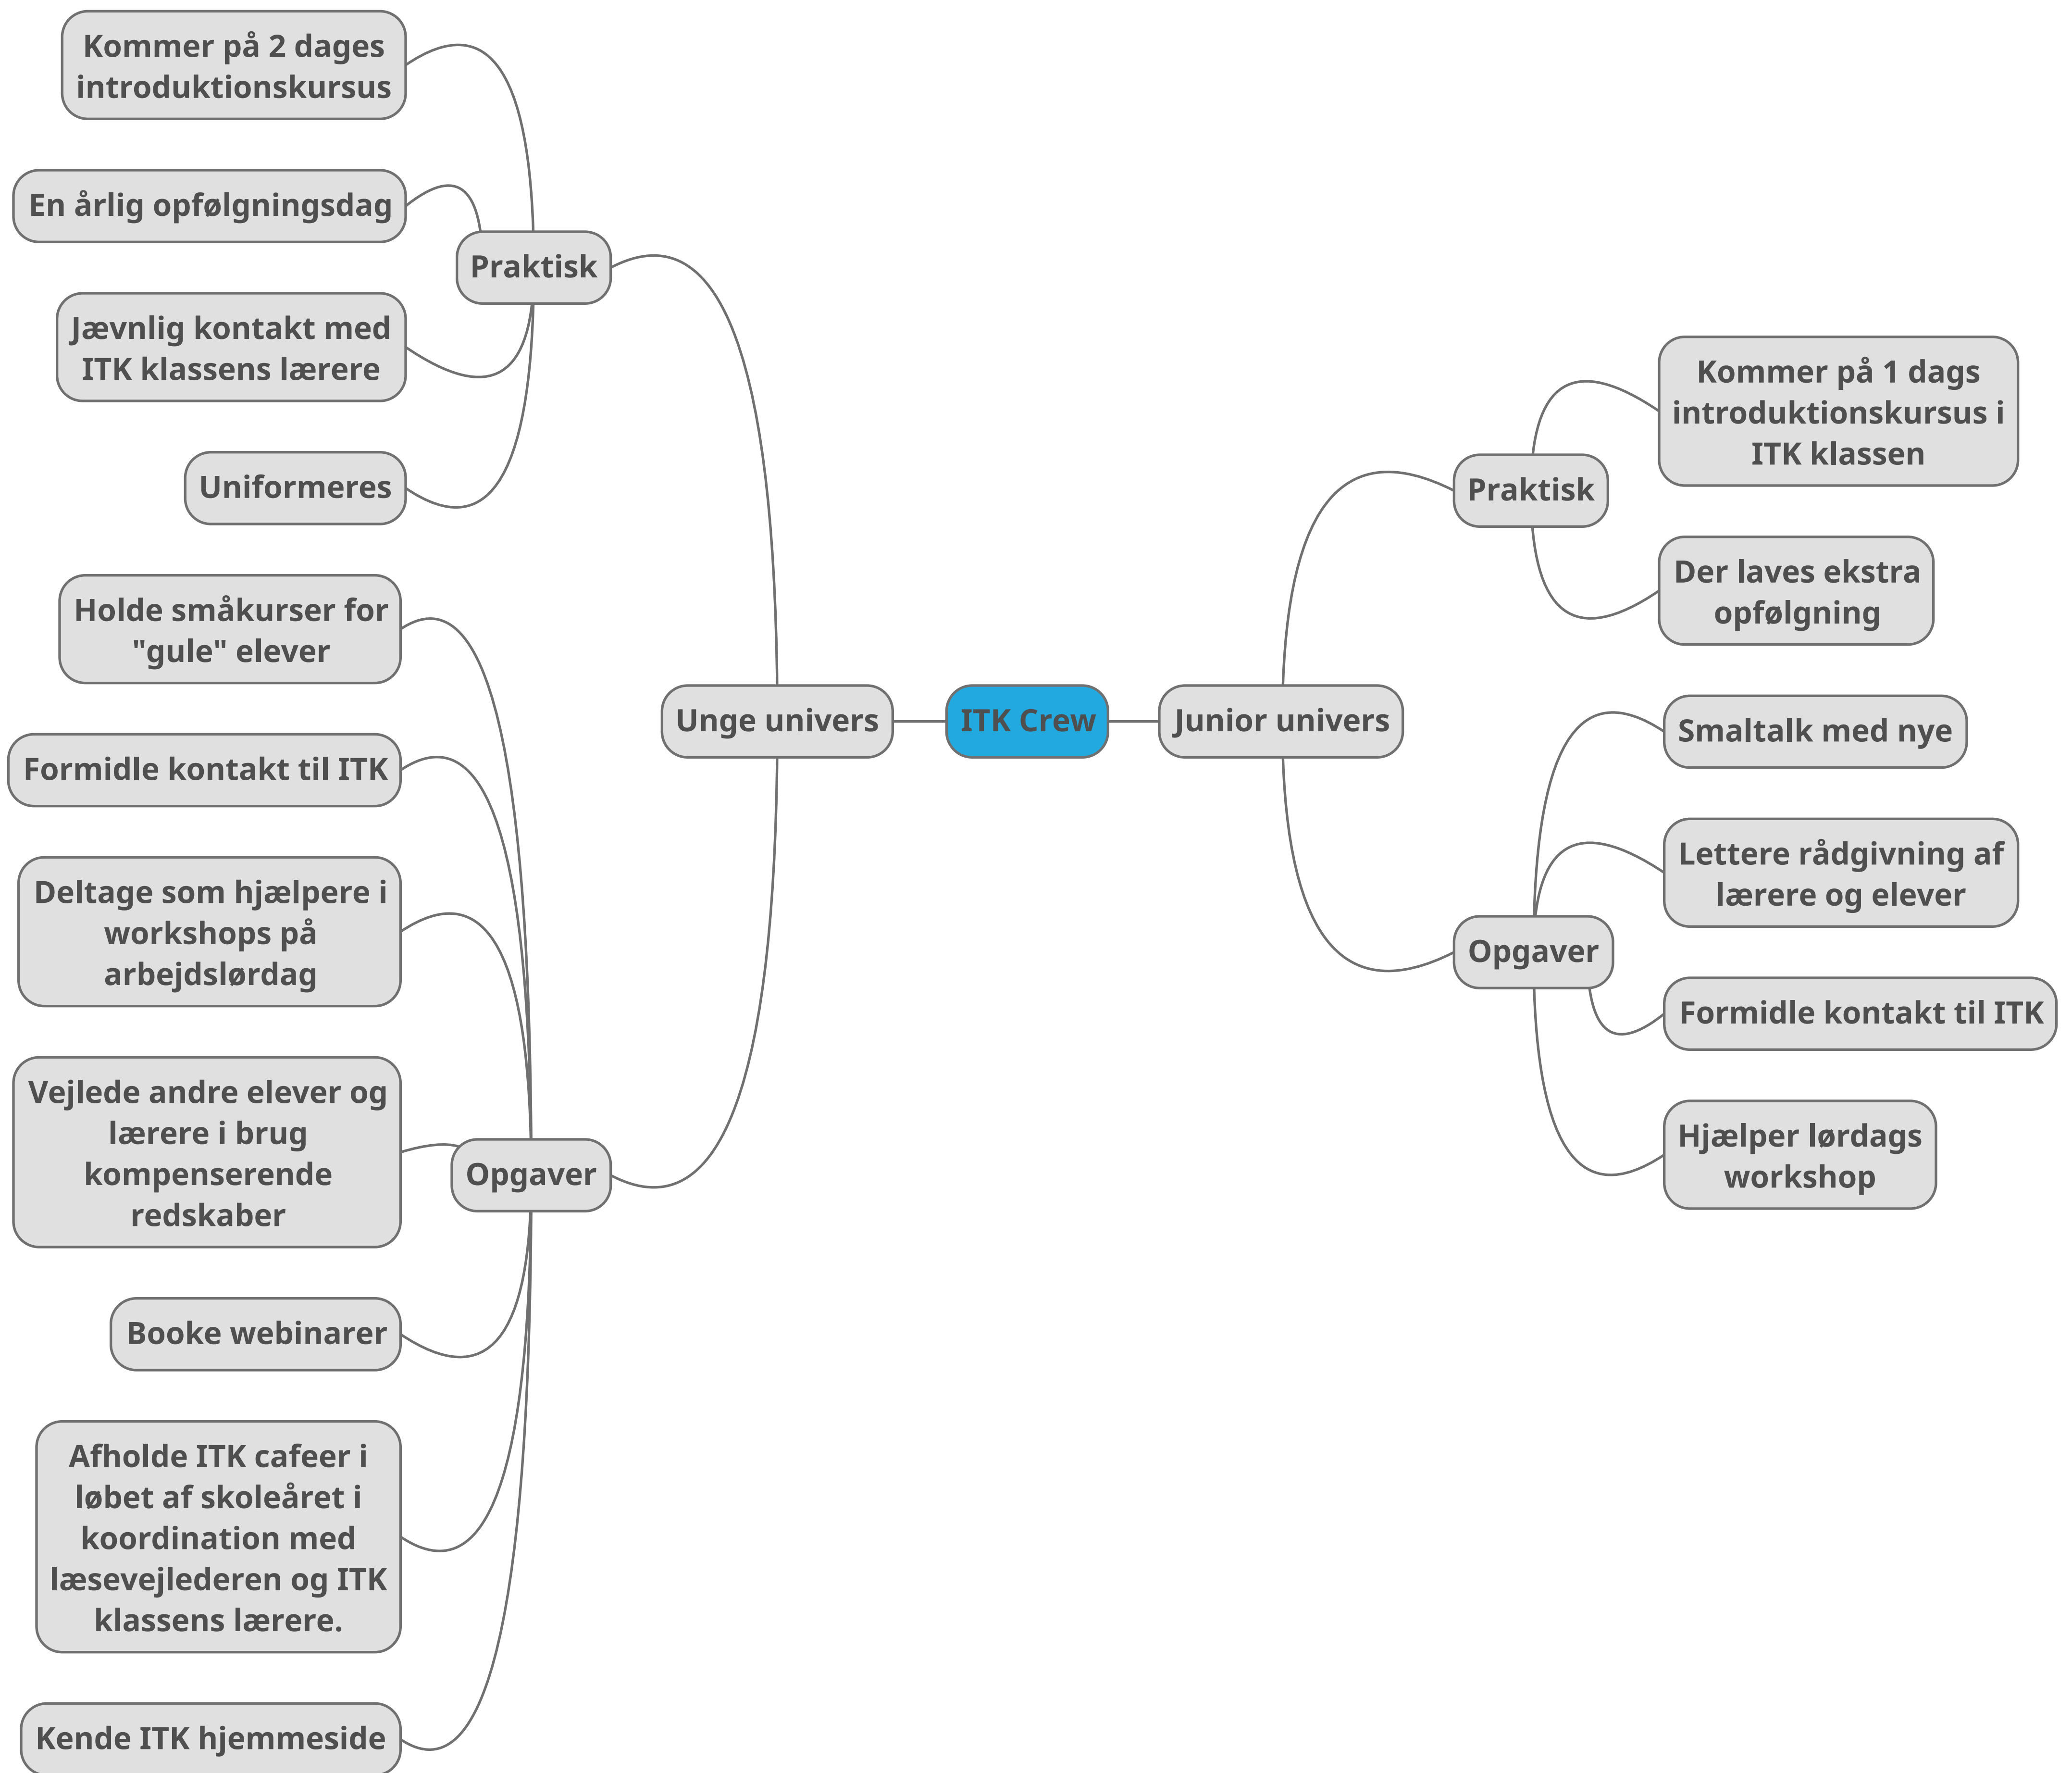 Kommer på 2 dages
introduktionskursus
En årlig opfølgningsdag
Praktisk
Jævnlig kontakt med
ITK klassens lærere
Uniformeres
Holde småkurser for
"gule" elever
Formidle kontakt til ITK
Deltage som hjælpere i
workshops på
arbejdslørdag
Vejlede andre elever og
lærere i brug
kompenserende
redskaber
Opgaver
Booke webinarer
Afholde ITK cafeer i
løbet af skoleåret i
koordination med
læsevejlederen og ITK
klassens lærere.
Kende ITK hjemmeside
Unge univers
ITK Crew
Junior univers
Praktisk
Kommer på 1 dags
introduktionskursus i
ITK klassen
Der laves ekstra
opfølgning
Opgaver
Smaltalk med nye
Lettere rådgivning af
lærere og elever
Formidle kontakt til ITK
Hjælper lørdags
workshop